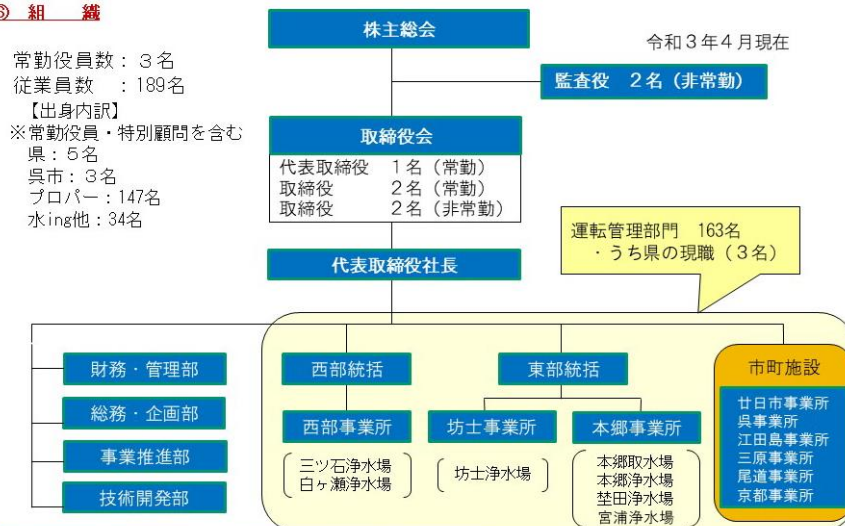 組 織
令和３年４月現在
常勤役員数：３名
従業員数 ：189名
【出身内訳】
※常勤役員・特別顧問を含む
県：５名
呉市：３名
プロパー：147名
水ing他：34名
株主総会
監査役 ２名（非常勤）
取締役会
代表取締役 １名（常勤）
取締役 ２名（常勤）
取締役 ２名（非常勤）
代表取締役社長
運転管理部門 163名
・うち県の現職（３名）
財務・管理部
総務・企画部
事業推進部
技術開発部
西部統括
西部事業所
三ツ石浄水場
白ヶ瀬浄水場
東部統括
坊士事業所
坊士浄水場
本郷事業所
本郷取水場
本郷浄水場
埜田浄水場
宮浦浄水場
市町施設
廿日市事業所
呉事業所
江田島事業所
三原事業所
尾道事業所
京都事業所